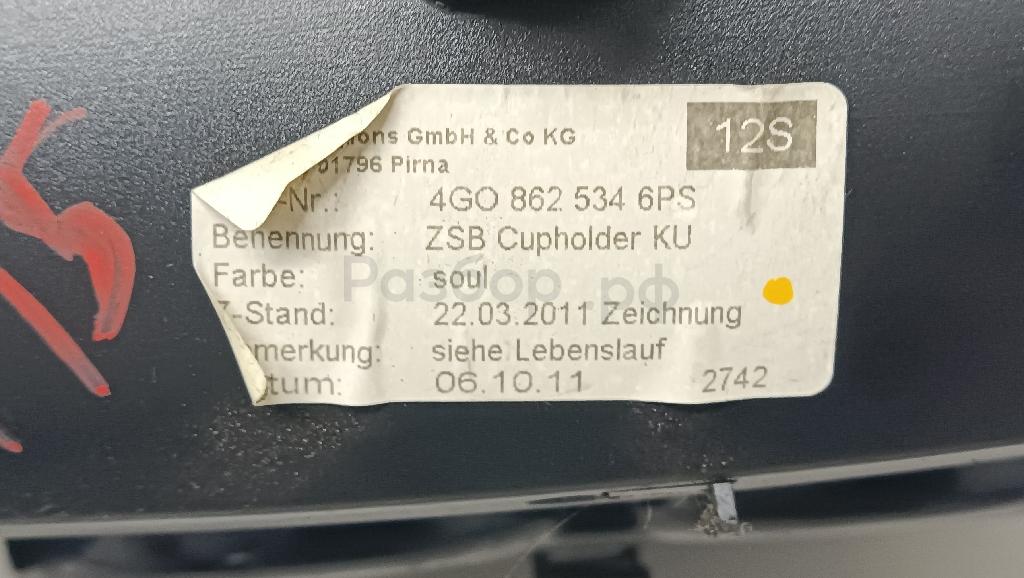 GmbH & Co KG
12S
01796 Pirna
-Nr.: 4GO 862 534 6PS
Benennung: ZSB Cupholder KU
Farbe: soul
Разбор.рф
Z-Stand: 22.03.2011 Zeichnung
merkung: siehe Lebenslauf
tum: 06.10.11 2742